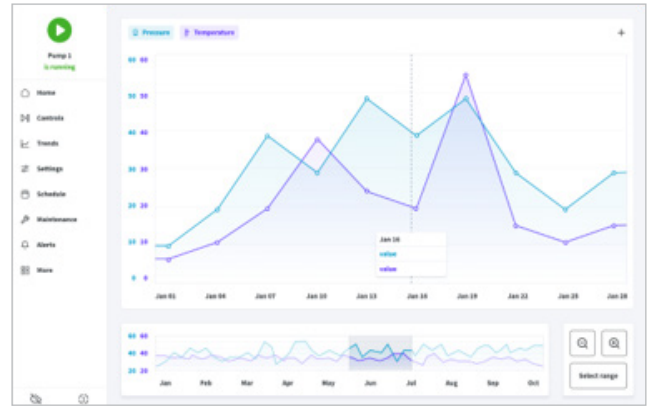 Pump 1
is running
Home
Controls
Trends
Settings
Schedule
Maintenance
Alerts
More
Pressure Temperature
60 60
50 50
40 40
30 30
20 20
10 10
0 0
Jan 16
value
value
Jan 01 Jan 04 Jan 07 Jan 10 Jan 13 Jan 16 Jan 19 Jan 22 Jan 25 Jan 28
60 60
40 40
20 20
Jan Feb Mar Apr May Jun Jul Aug Sep Oct
Select range